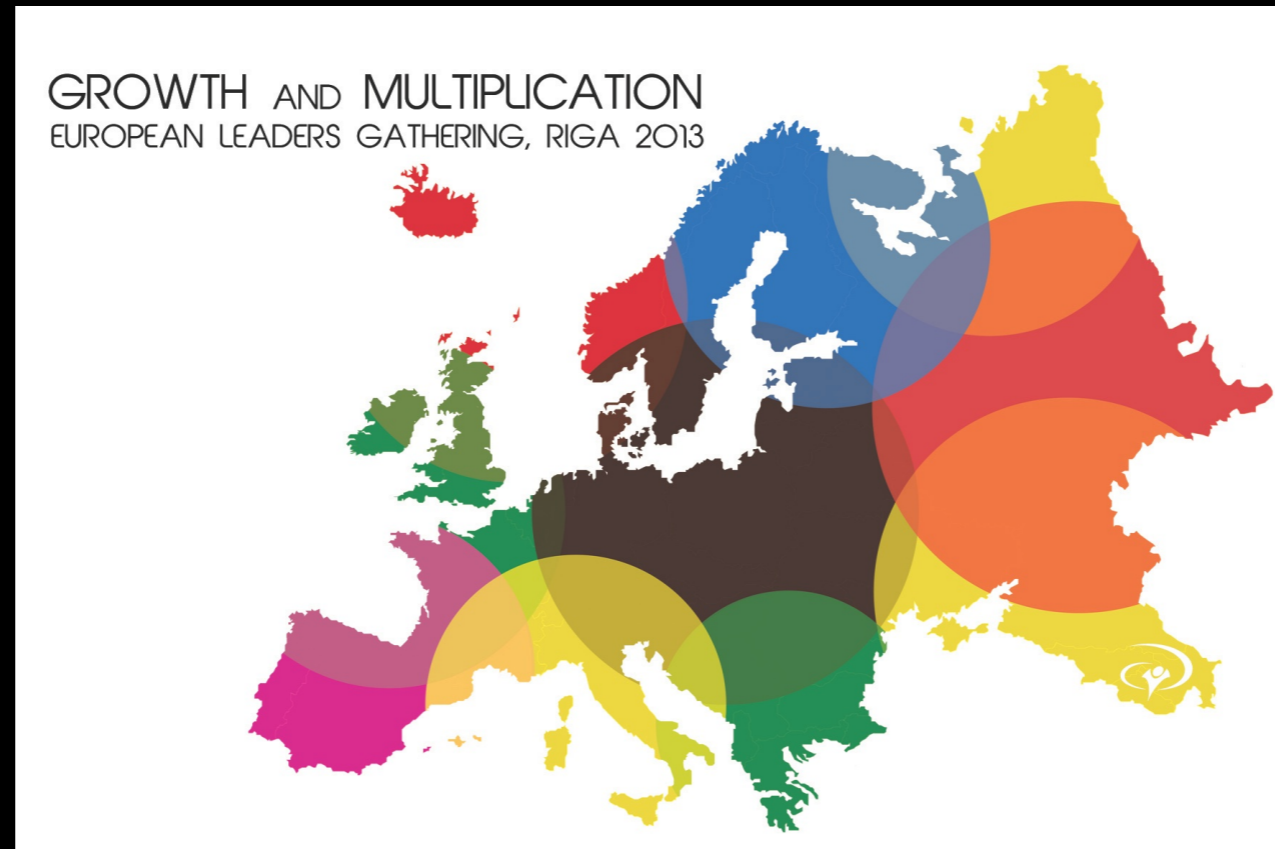 GROWTH AND MULTIPLICATION
EUROPEAN LEADERS GATHERING, RIGA 2013